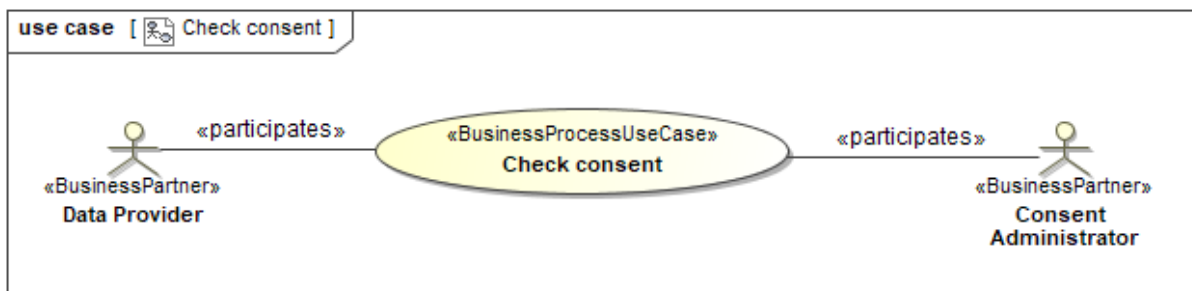 use case [ Check consent ]
«participates»
«BusinessProcessUseCase»
Check consent
«participates»
«BusinessPartner»
Data Provider
«BusinessPartner»
Consent
Administrator